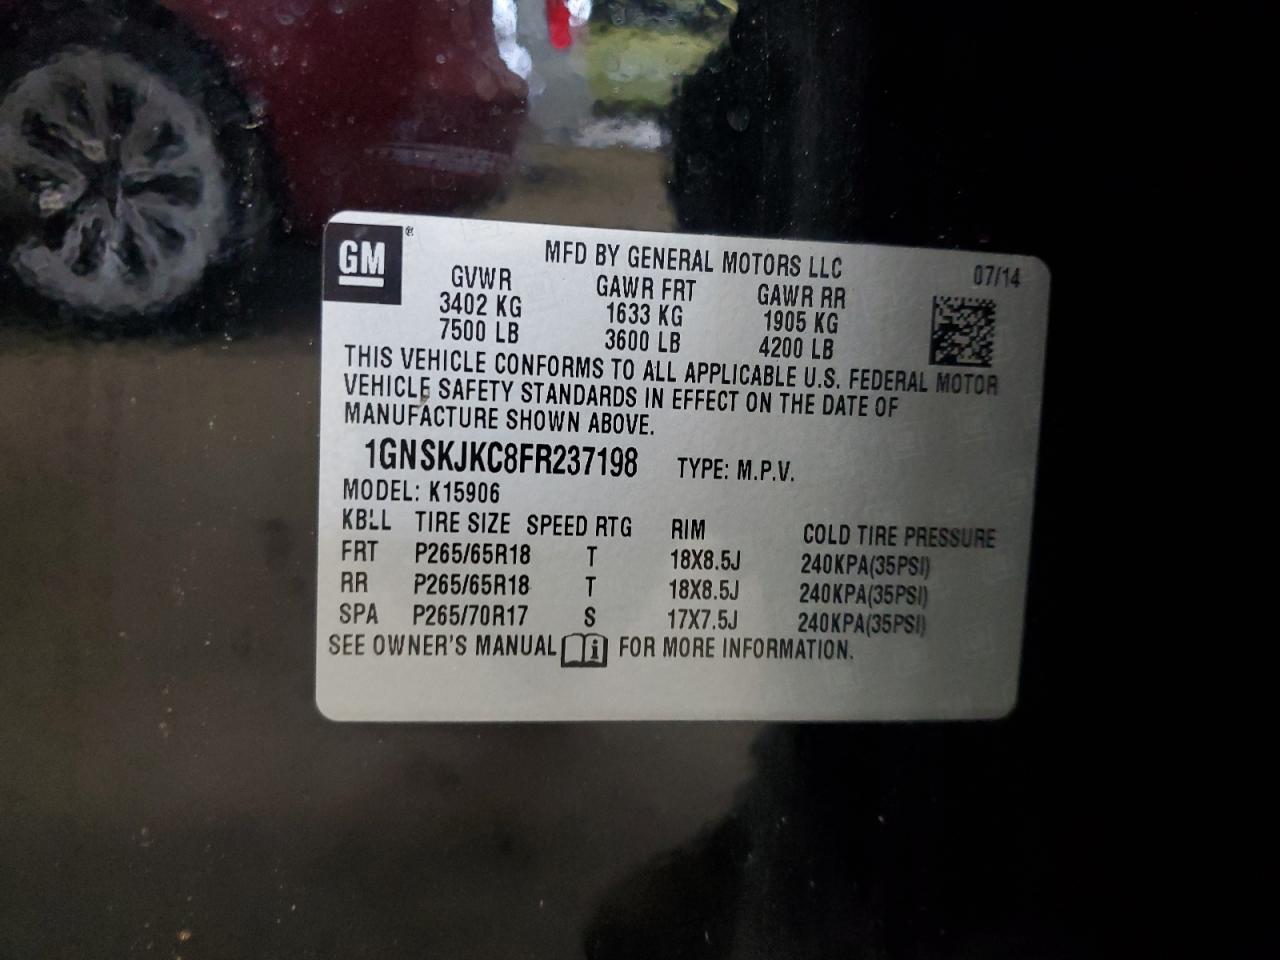 GM ®
MFD BY GENERAL MOTORS LLC 07/14
GVWR GAWR FRT GAWR RR
3402 KG 1633 KG 1905 KG
7500 LB 3600 LB 4200 LB
THIS VEHICLE CONFORMS TO ALL APPLICABLE U.S. FEDERAL MOTOR
VEHICLE SAFETY STANDARDS IN EFFECT ON THE DATE OF
MANUFACTURE SHOWN ABOVE.
1GNSKJKC8FR237198 TYPE: M.P.V.
MODEL: K15906
KBLL TIRE SIZE SPEED RTG RIM COLD TIRE PRESSURE
FRT P265/65R18 T 18X8.5J 240KPA(35PSI)
RR P265/65R18 T 18X8.5J 240KPA(35PSI)
SPA P265/70R17 S 17X7.5J 240KPA(35PSI)
SEE OWNER'S MANUAL i FOR MORE INFORMATION.